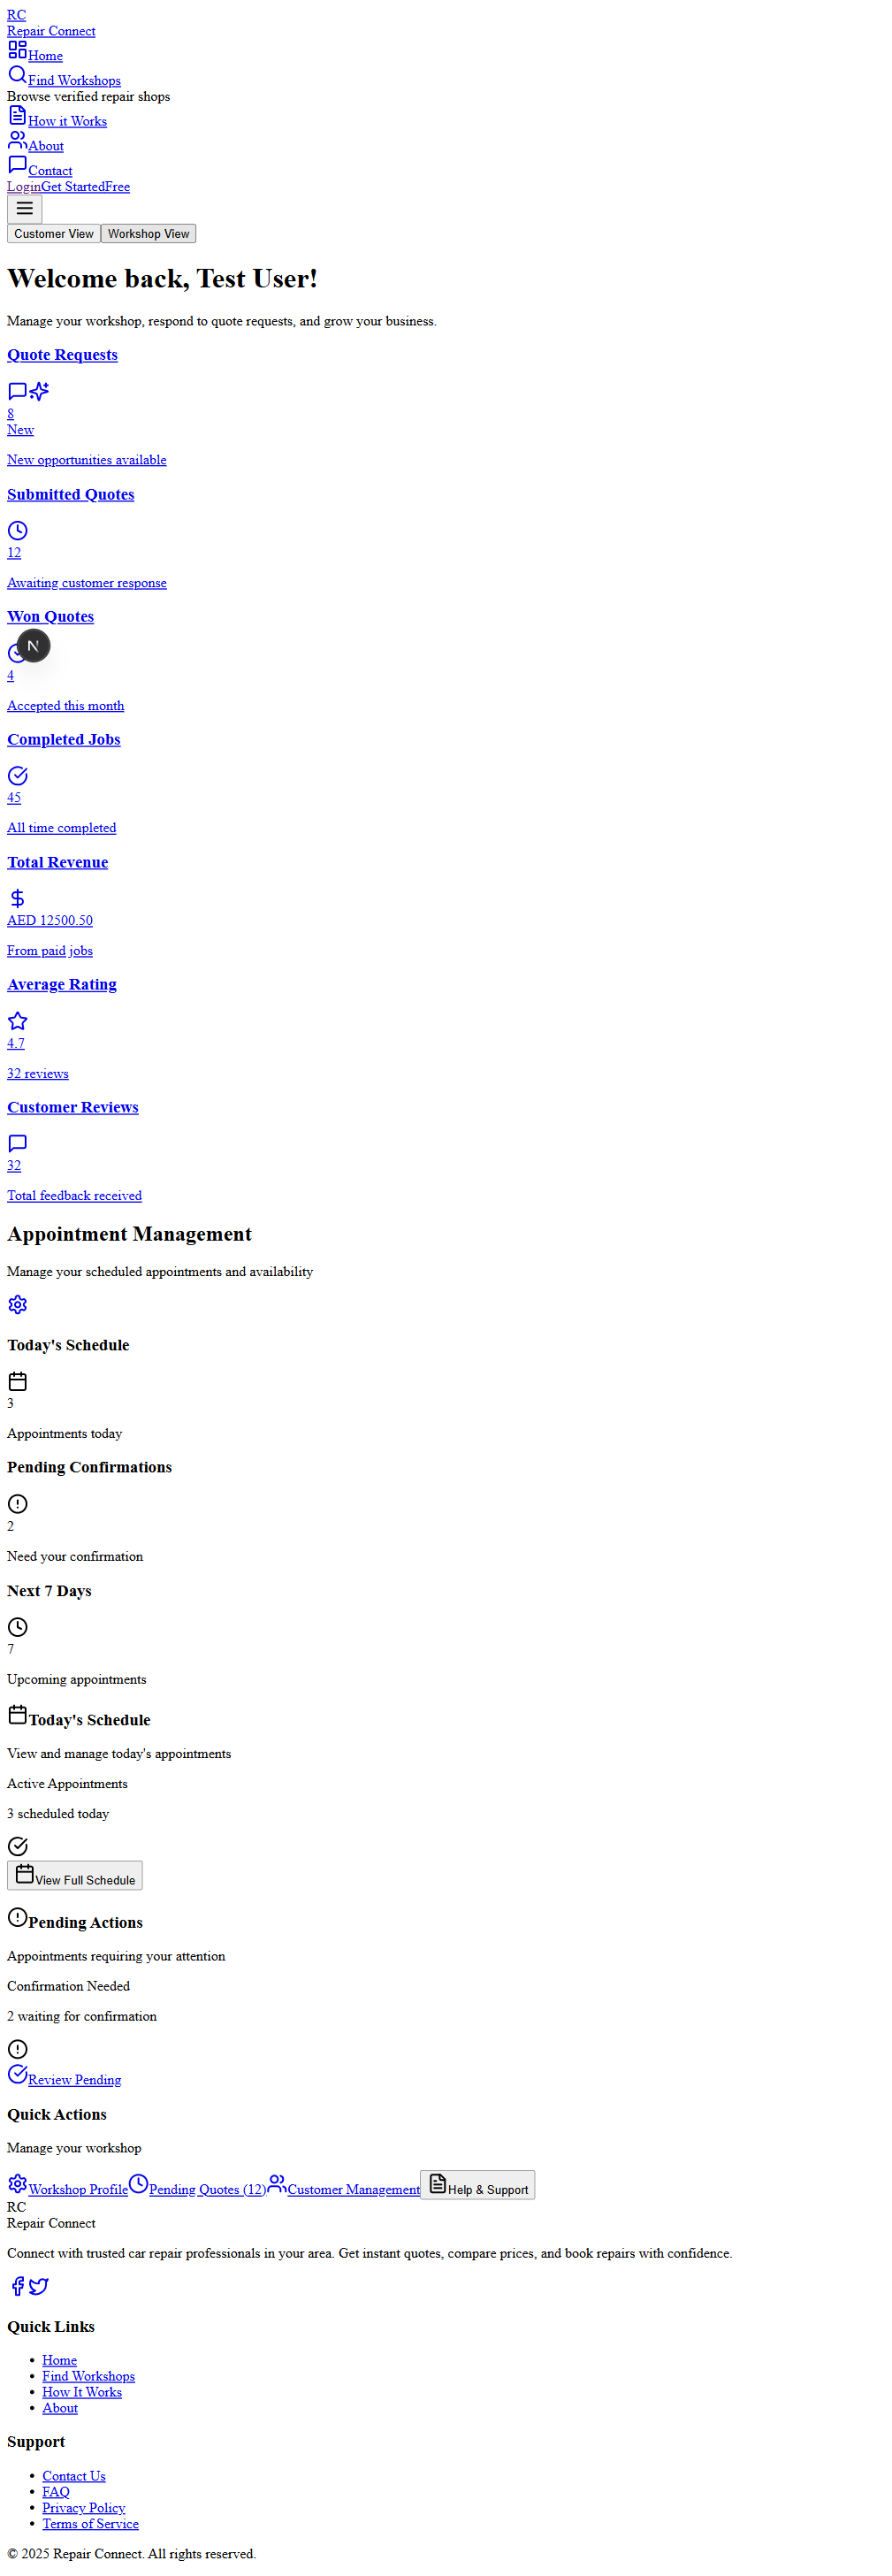 RC
Repair Connect
Home
Find Workshops
Browse verified repair shops
How it Works
About
Contact
LoginGet StartedFree
Customer View Workshop View
Welcome back, Test User!
Manage your workshop, respond to quote requests, and grow your business.
Quote Requests
8
New
New opportunities available
Submitted Quotes
12
Awaiting customer response
Won Quotes
N
4
Accepted this month
Completed Jobs
45
All time completed
Total Revenue
AED 12500.50
From paid jobs
Average Rating
4.7
32 reviews
Customer Reviews
32
Total feedback received
Appointment Management
Manage your scheduled appointments and availability
Today's Schedule
3
Appointments today
Pending Confirmations
2
Need your confirmation
Next 7 Days
7
Upcoming appointments
Today's Schedule
View and manage today's appointments
Active Appointments
3 scheduled today
View Full Schedule
Pending Actions
Appointments requiring your attention
Confirmation Needed
2 waiting for confirmation
Review Pending
Quick Actions
Manage your workshop
Workshop Profile Pending Quotes (12) Customer Management Help & Support
RC
Repair Connect
Connect with trusted car repair professionals in your area. Get instant quotes, compare prices, and book repairs with confidence.
Quick Links
• Home
• Find Workshops
• How It Works
• About
Support
• Contact Us
• FAQ
• Privacy Policy
• Terms of Service
© 2025 Repair Connect. All rights reserved.